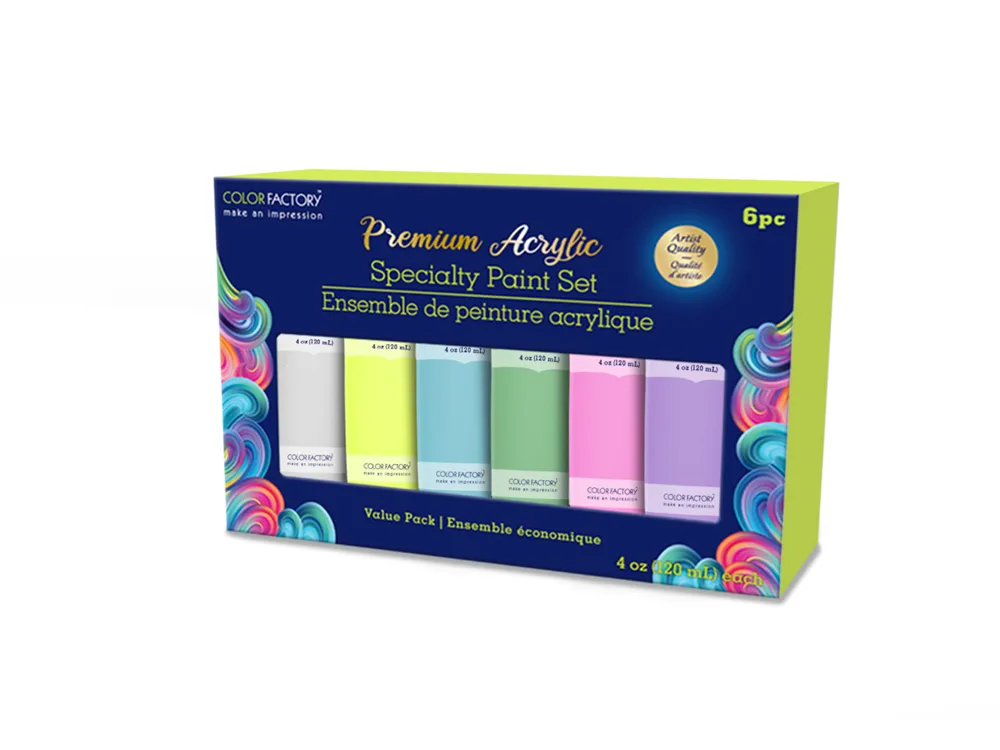 COLOR FACTORY™
make an impression
6pc
Premium Acrylic
Specialty Paint Set
Ensemble de peinture acrylique
Artist
Quality
Qualité
d'artiste
4 oz (120 mL)
4 oz (120 mL)
4 oz (120 mL)
4 oz (120 mL)
4 oz (120 mL)
4 oz (120 mL)
COLOR FACTORY
make an impression
COLOR FACTORY
make an impression
COLOR FACTORY
make an impression
COLOR FACTORY
make an impression
COLOR FACTORY
make an impression
COLOR FACTORY
make an impression
Value Pack | Ensemble économique
4 oz (120 mL) each